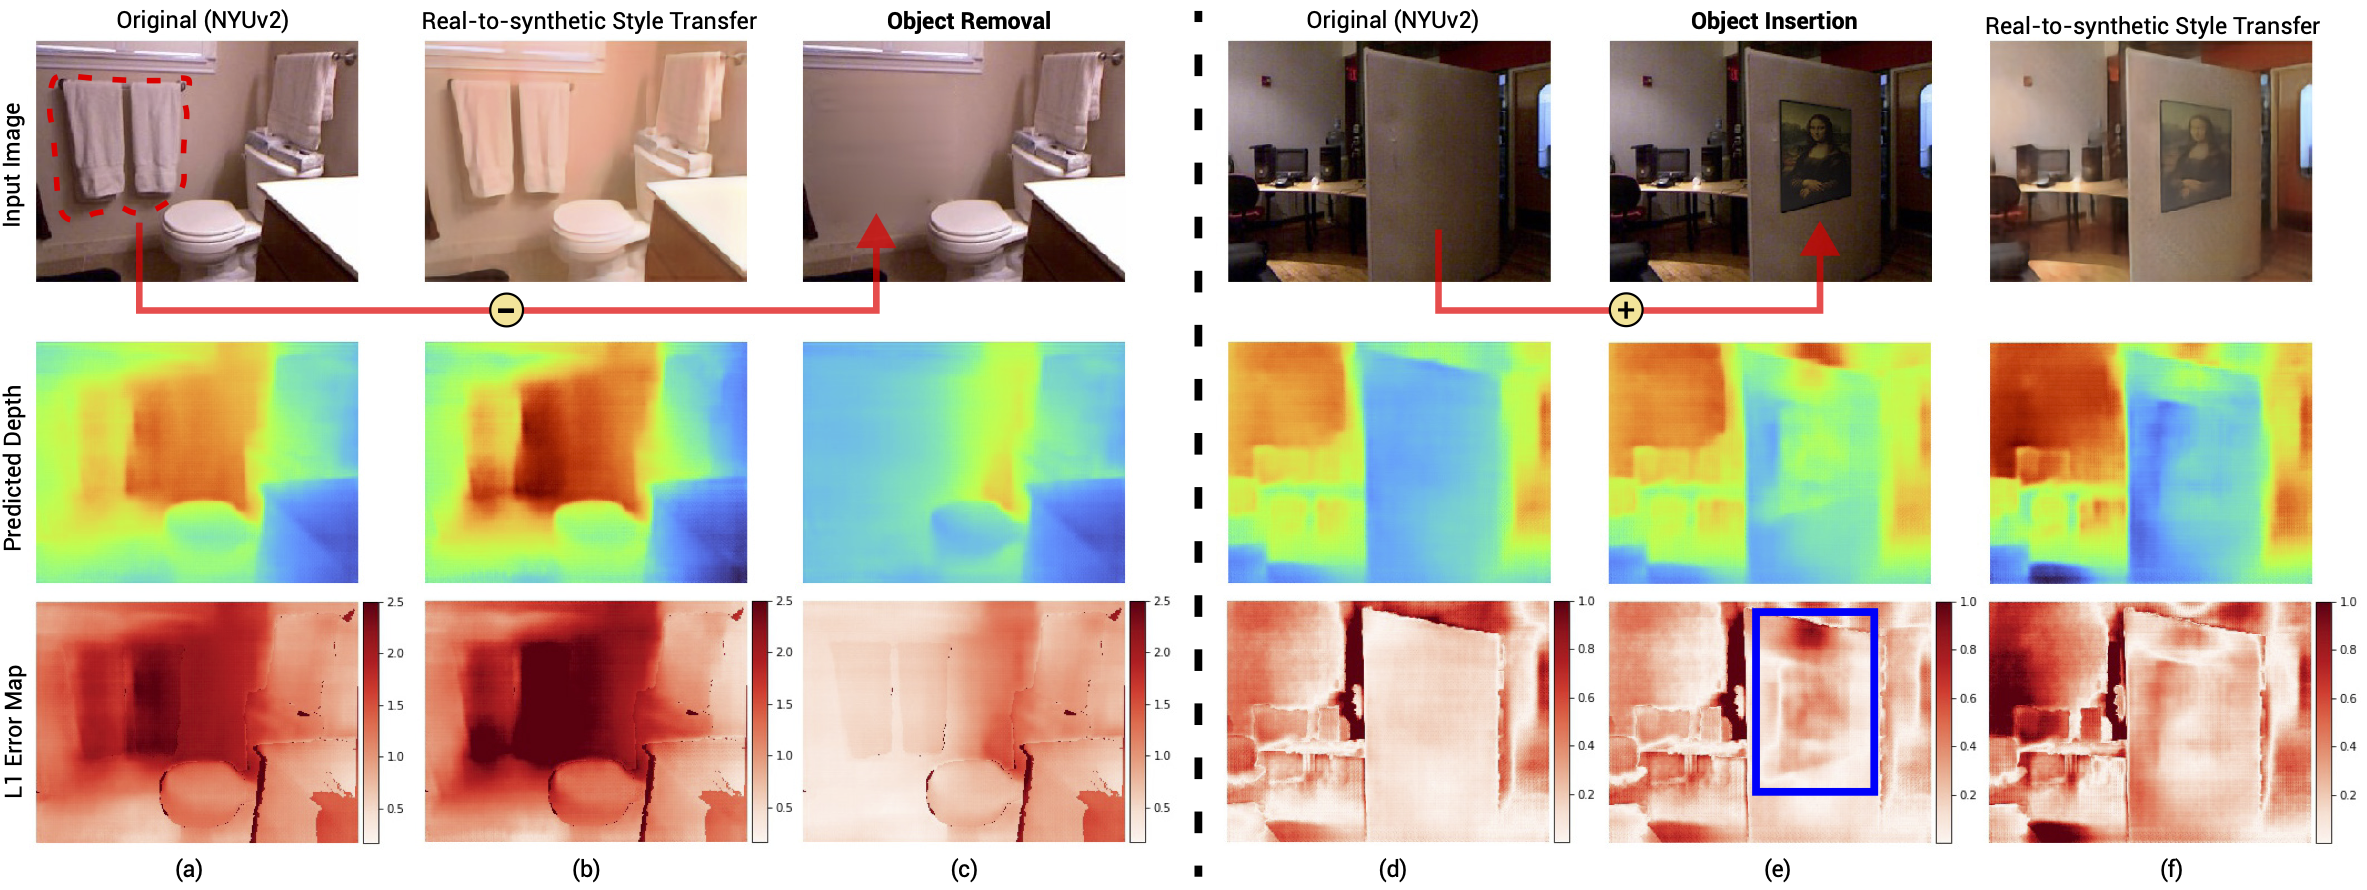 Original (NYUv2)
Real-to-synthetic Style Transfer
Object Removal
Original (NYUv2)
Object Insertion
Real-to-synthetic Style Transfer
Input Image
−
+
Predicted Depth
L1 Error Map
2.5
2.0
1.5
1.0
0.5
2.5
2.0
1.5
1.0
0.5
2.5
2.0
1.5
1.0
0.5
1.0
0.8
0.6
0.4
0.2
1.0
0.8
0.6
0.4
0.2
1.0
0.8
0.6
0.4
0.2
(a)
(b)
(c)
(d)
(e)
(f)